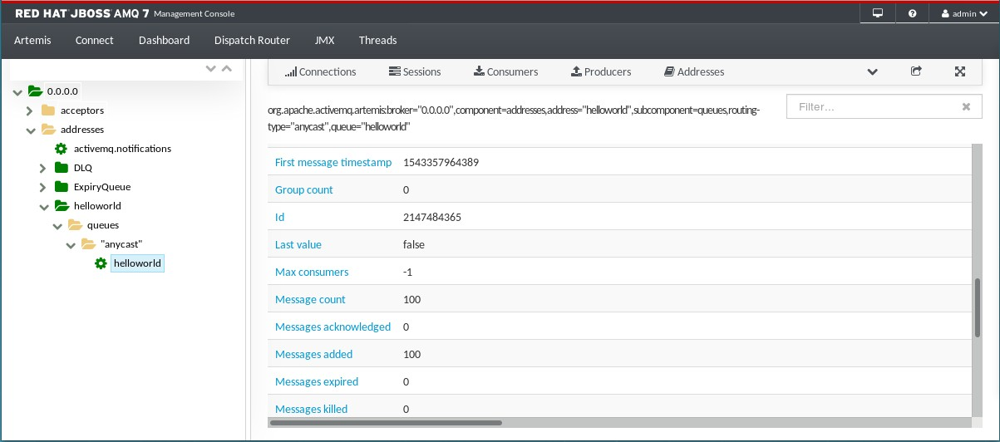 RED HAT JBOSS AMQ 7 Management Console
admin
Artemis Connect Dashboard Dispatch Router JMX Threads
Connections Sessions Consumers Producers Addresses
0.0.0.0
acceptors
addresses
activemq.notifications
DLQ
ExpiryQueue
helloworld
queues
"anycast"
helloworld
org.apache.activemq.artemis:broker="0.0.0.0",component=addresses,address="helloworld",subcomponent=queues,routing-
type="anycast",queue="helloworld"
Filter...
First message timestamp 1543357964389
Group count 0
Id 2147484365
Last value false
Max consumers -1
Message count 100
Messages acknowledged 0
Messages added 100
Messages expired 0
Messages killed 0